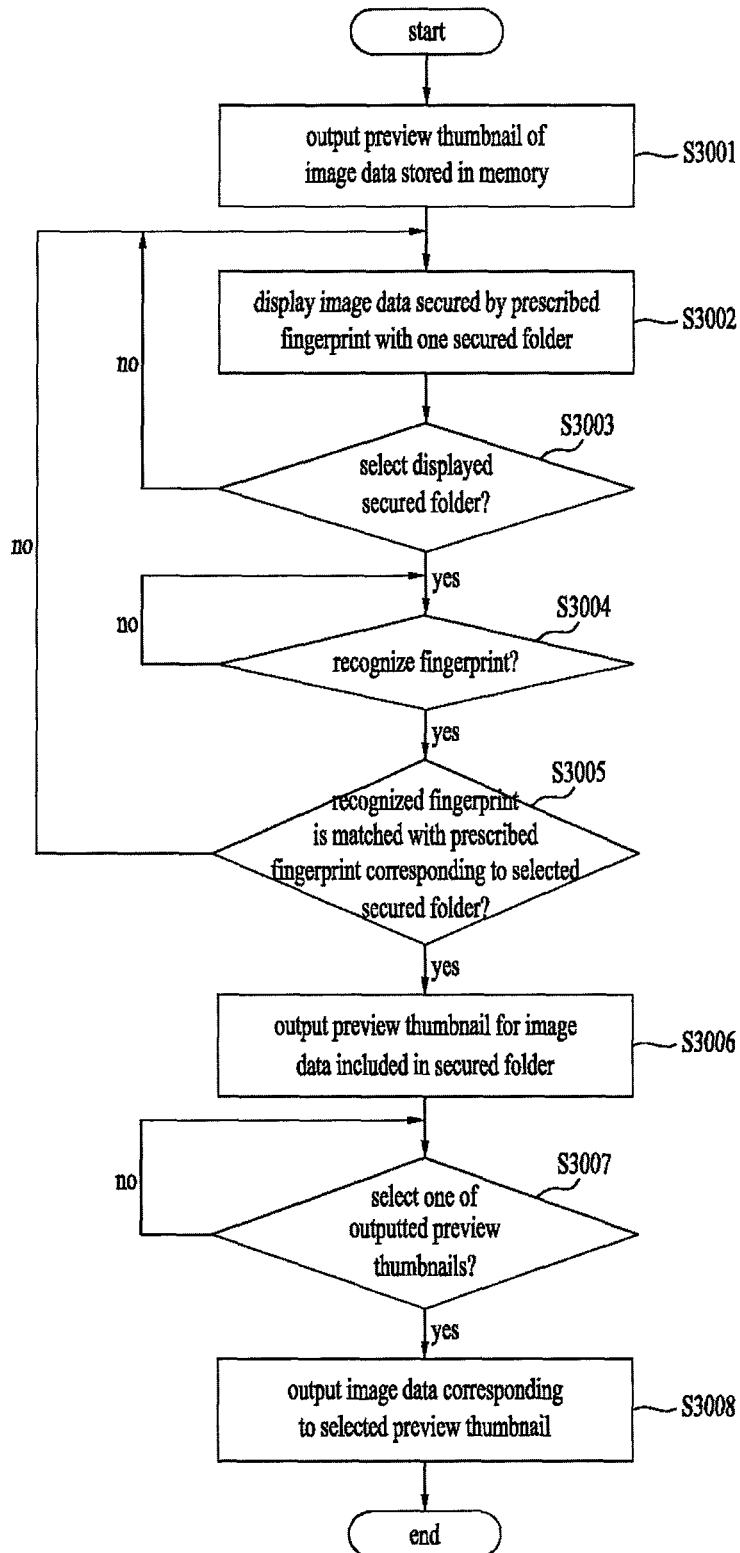 start
output preview thumbnail of
image data stored in memory
S3001
display image data secured by prescribed
fingerprint with one secured folder
S3002
no
S3003
select displayed
secured folder?
no
yes
S3004
no
recognize fingerprint?
yes
S3005
recognized fingerprint
is matched with prescribed
fingerprint corresponding to selected
secured folder?
yes
output preview thumbnail for image
data included in secured folder
S3006
S3007
no
select one of
outputted preview
thumbnails?
yes
output image data corresponding
to selected preview thumbnail
S3008
end